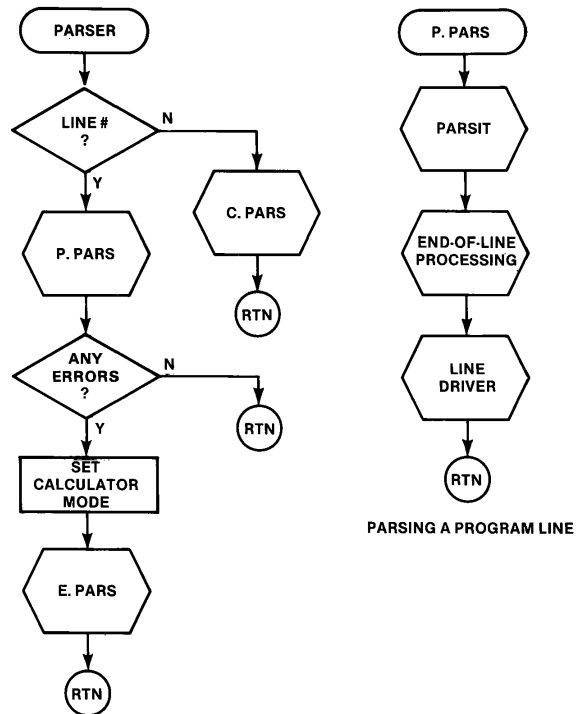 PARSER
LINE #
?
N
Y
C. PARS
P. PARS
RTN
ANY
ERRORS
?
N
Y
RTN
SET
CALCULATOR
MODE
E. PARS
RTN
P. PARS
PARSIT
END-OF-LINE
PROCESSING
LINE
DRIVER
RTN
PARSING A PROGRAM LINE